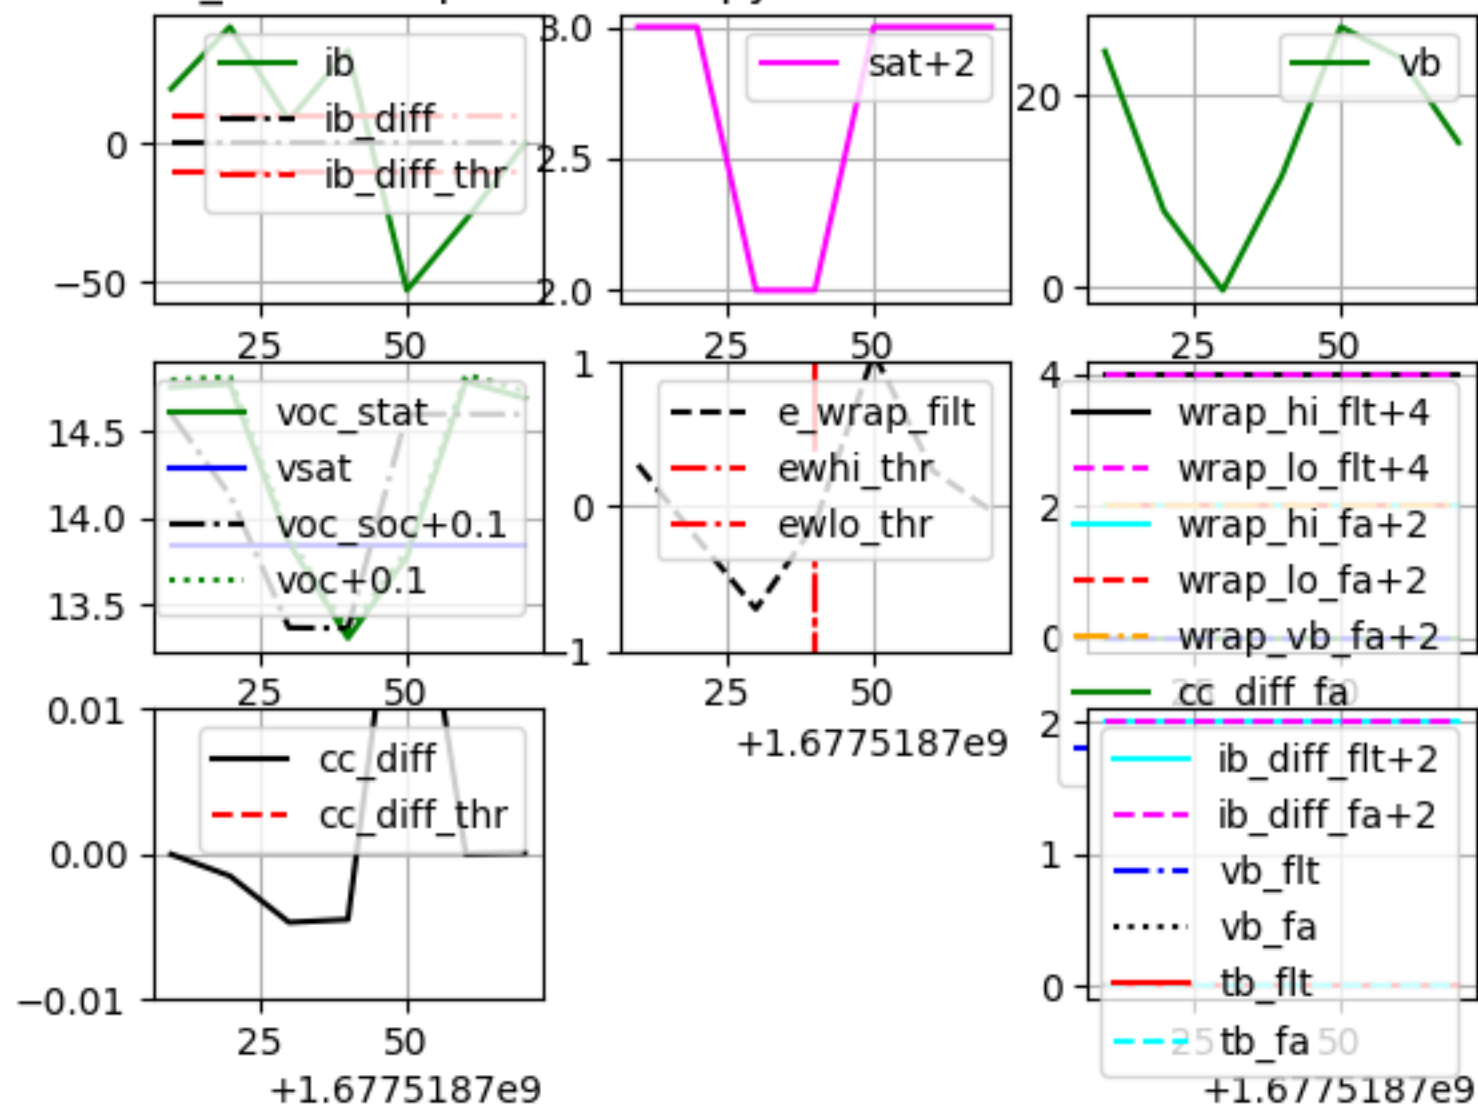 ib
ib_diff
ib_diff_thr
0
−50
25
50
sat+2
3.0
2.5
2.0
25
50
vb
20
0
25
50
voc_stat
vsat
voc_soc+0.1
voc+0.1
14.5
14.0
13.5
25
50
e_wrap_filt
ewhi_thr
ewlo_thr
1
0
−1
25
50
+1.6775187e9
wrap_hi_flt+4
wrap_lo_flt+4
wrap_hi_fa+2
wrap_lo_fa+2
wrap_vb_fa+2
cc_diff_fa
4
2
0
25
50
cc_diff
cc_diff_thr
0.01
0.00
−0.01
25
50
+1.6775187e9
ib_diff_flt+2
ib_diff_fa+2
vb_flt
vb_fa
tb_flt
tb_fa
2
1
0
25
50
+1.6775187e9